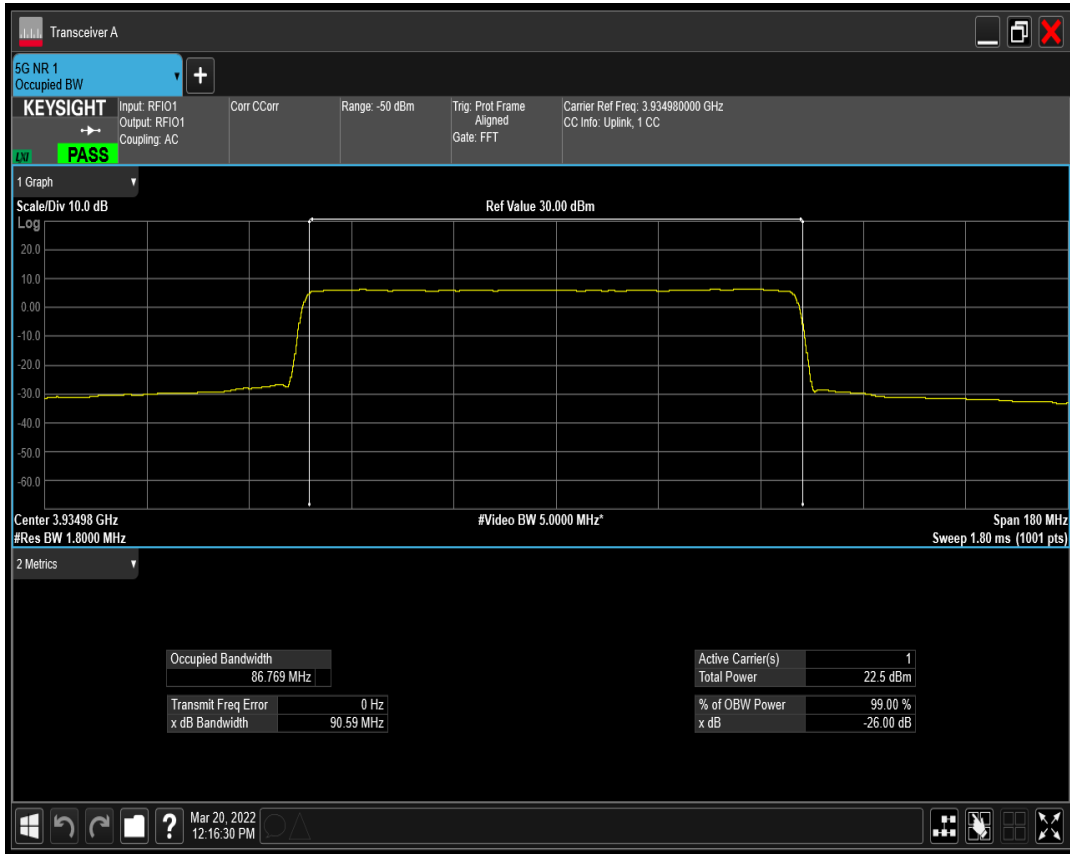 Transceiver A
5G NR 1
Occupied BW
+
KEYSIGHT
LXI
PASS
Input: RFIO1
Output: RFIO1
Coupling: AC
Corr CCorr
Range: -50 dBm
Trig: Prot Frame
Aligned
Gate: FFT
Carrier Ref Freq: 3.934980000 GHz
CC Info: Uplink, 1 CC
1 Graph
Scale/Div 10.0 dB
Ref Value 30.00 dBm
Log
20.0
10.0
0.00
-10.0
-20.0
-30.0
-40.0
-50.0
-60.0
Center 3.93498 GHz
#Video BW 5.0000 MHz*
Span 180 MHz
#Res BW 1.8000 MHz
Sweep 1.80 ms (1001 pts)
2 Metrics
Occupied Bandwidth
86.769 MHz
Transmit Freq Error 0 Hz
x dB Bandwidth 90.59 MHz
Active Carrier(s) 1
Total Power 22.5 dBm
% of OBW Power 99.00 %
x dB -26.00 dB
?
Mar 20, 2022
12:16:30 PM